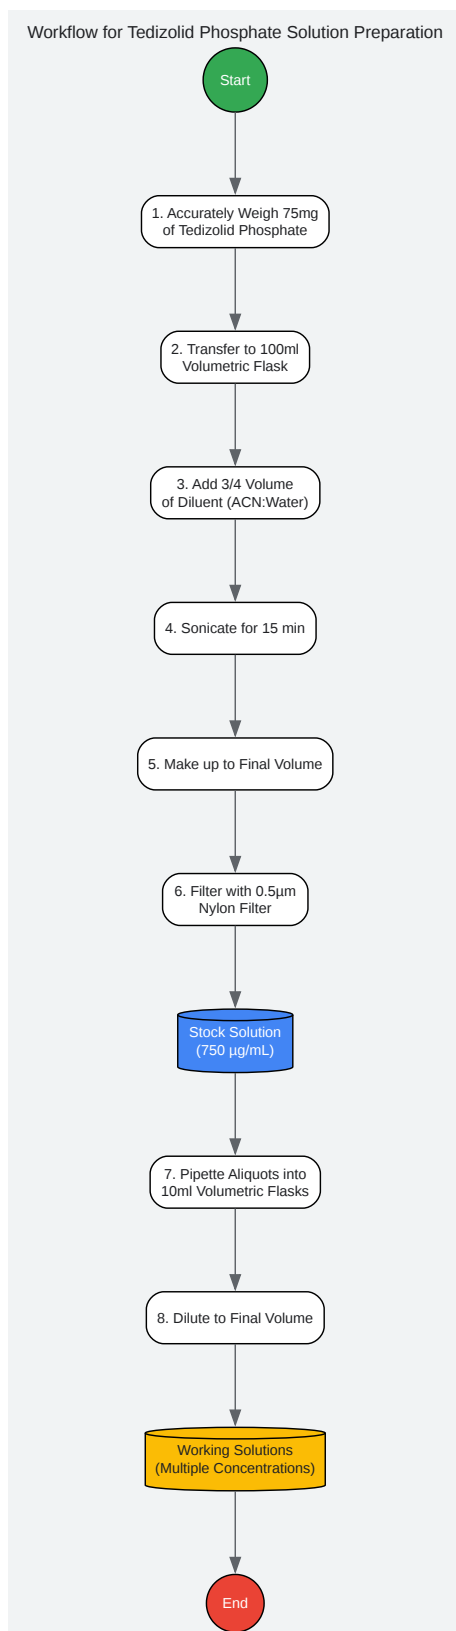 Workflow for Tedizolid Phosphate Solution Preparation
Start
1. Accurately Weigh 75mg
of Tedizolid Phosphate
2. Transfer to 100ml
Volumetric Flask
3. Add 3/4 Volume
of Diluent (ACN:Water)
4. Sonicate for 15 min
5. Make up to Final Volume
6. Filter with 0.5µm
Nylon Filter
Stock Solution
(750 µg/mL)
7. Pipette Aliquots into
10ml Volumetric Flasks
8. Dilute to Final Volume
Working Solutions
(Multiple Concentrations)
End